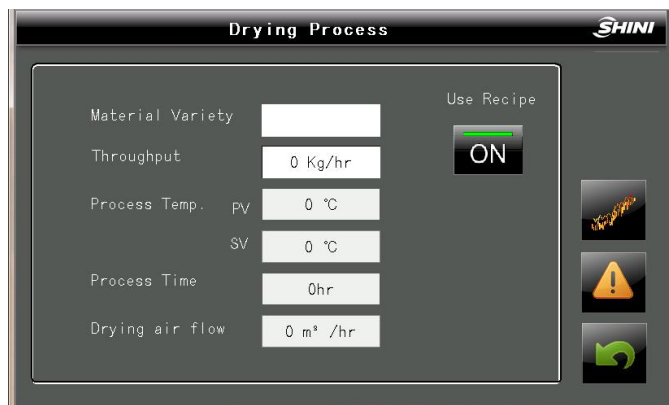 Drying Process
SHINI
Use Recipe
ON
Material Variety
Throughput 0 Kg/hr
Process Temp. PV 0 ℃
SV 0 ℃
Process Time 0hr
Drying air flow 0 m³ /hr